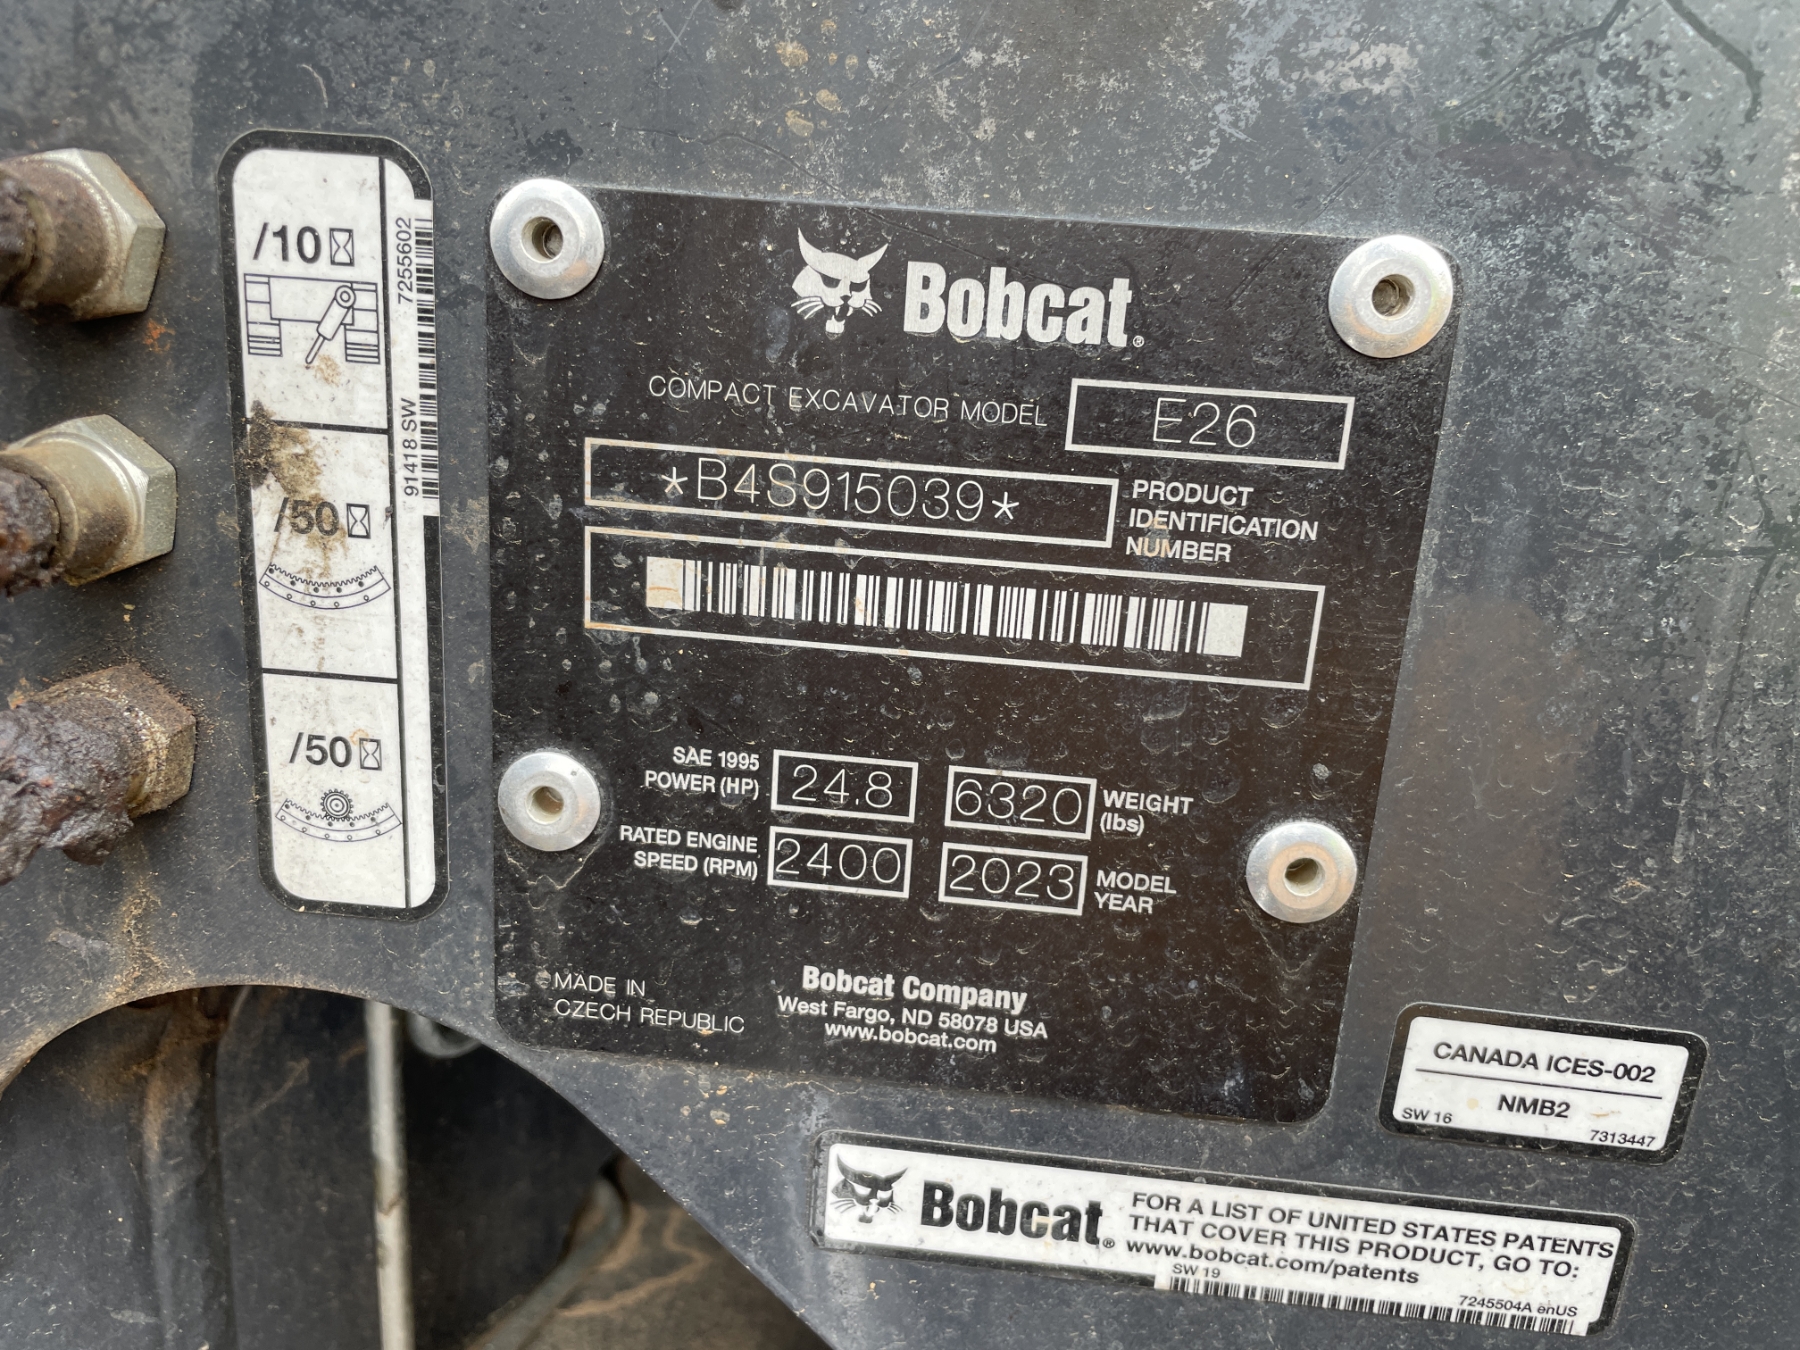 /10
7255602
91418 SW
/50
/50
Bobcat®
COMPACT EXCAVATOR MODEL E26
*B4S915039*
PRODUCT
IDENTIFICATION
NUMBER
SAE 1995
POWER (HP) 24.8
6320 WEIGHT
(lbs)
RATED ENGINE
SPEED (RPM) 2400
2023 MODEL
YEAR
MADE IN
CZECH REPUBLIC
Bobcat Company
West Fargo, ND 58078 USA
www.bobcat.com
CANADA ICES-002
NMB2
SW 16
7313447
Bobcat®
FOR A LIST OF UNITED STATES PATENTS
THAT COVER THIS PRODUCT, GO TO:
www.bobcat.com/patents
SW 19
7245504A enUS